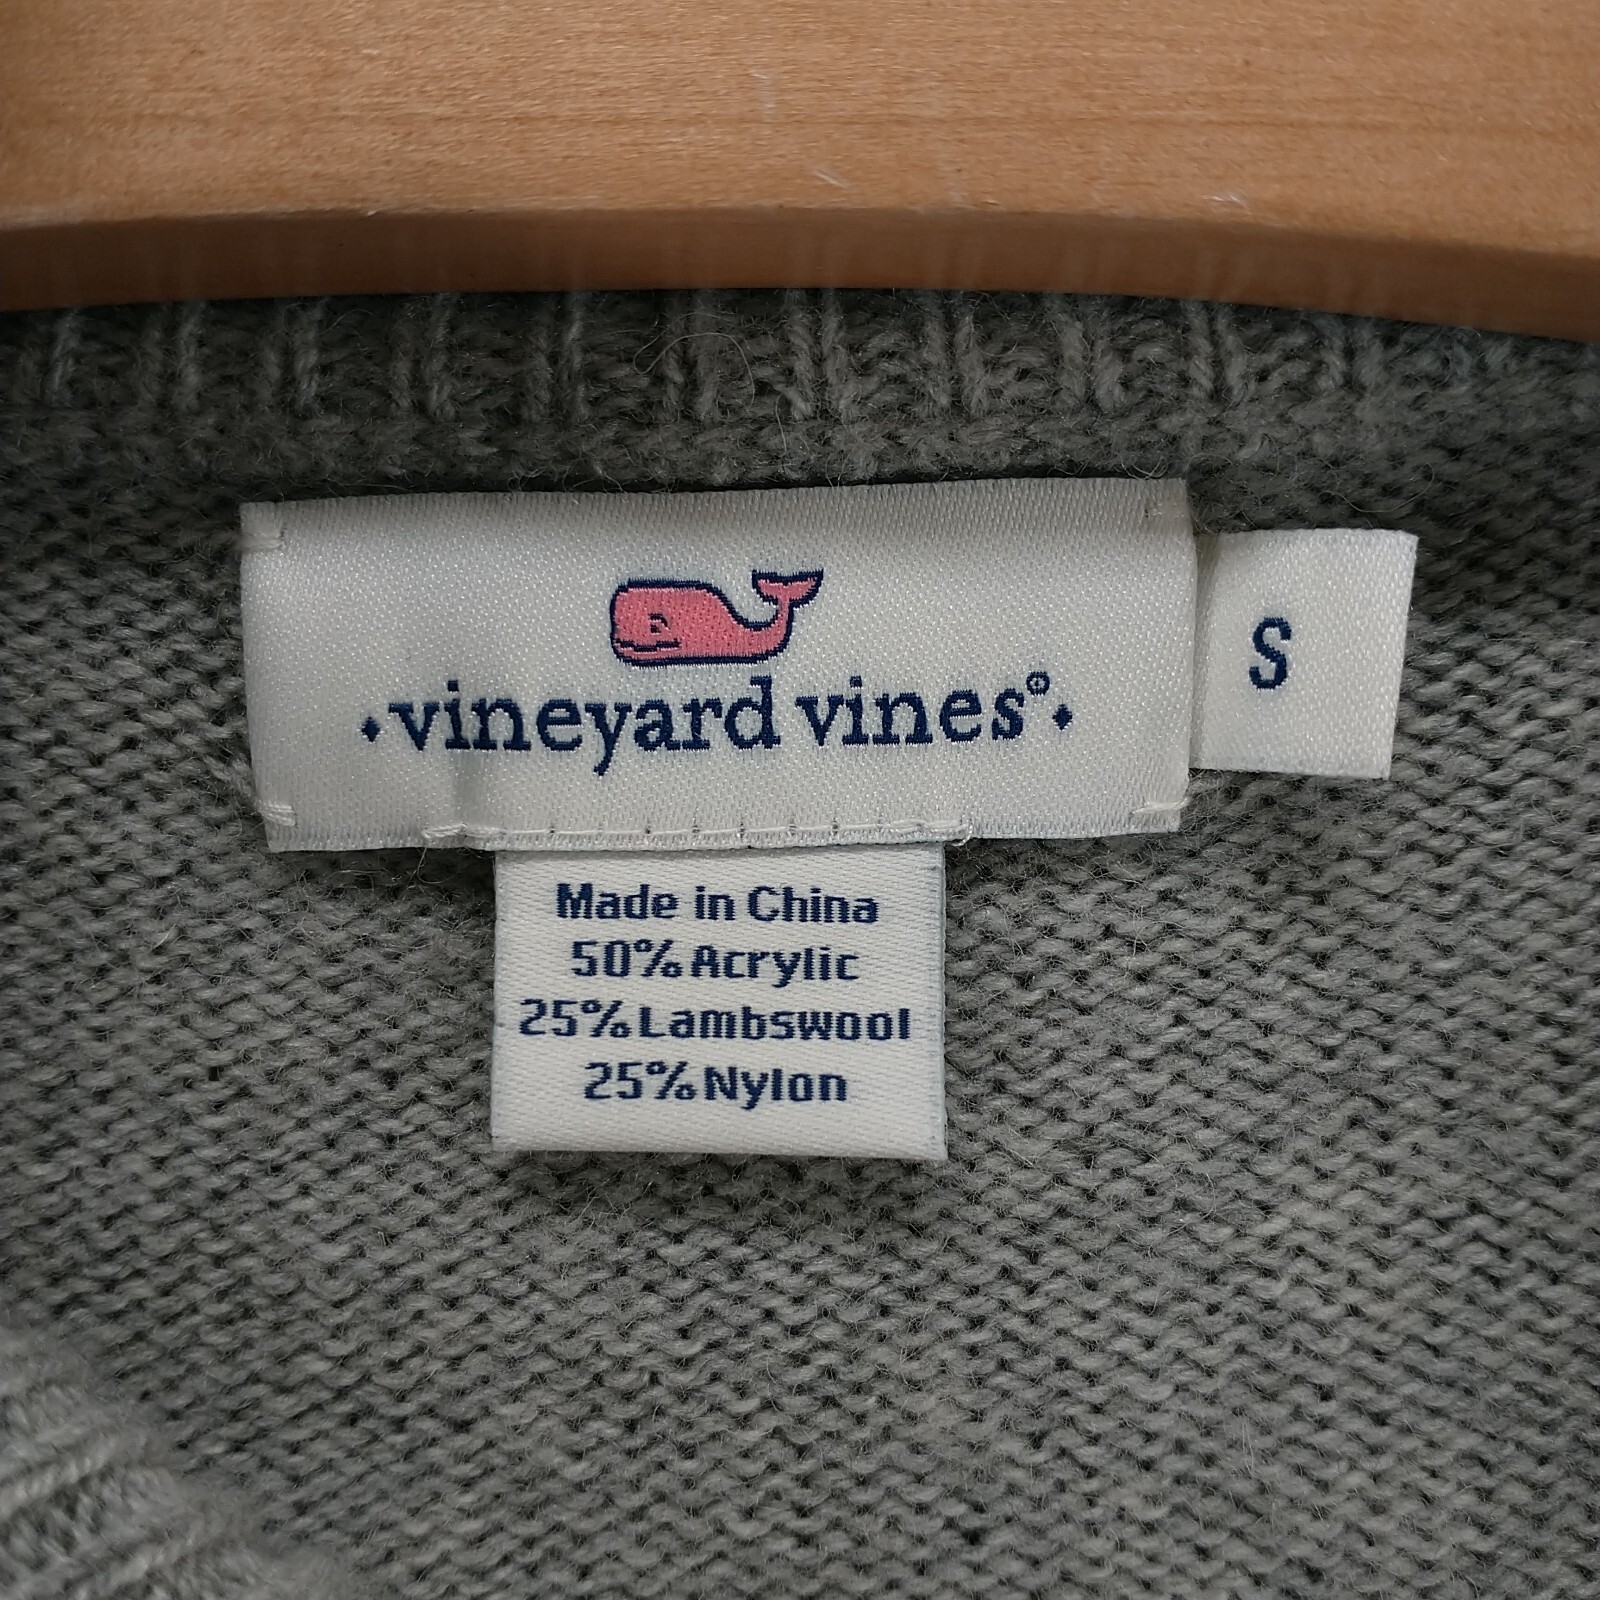 vineyard vines®
S
Made in China
50% Acrylic
25% Lambswool
25% Nylon